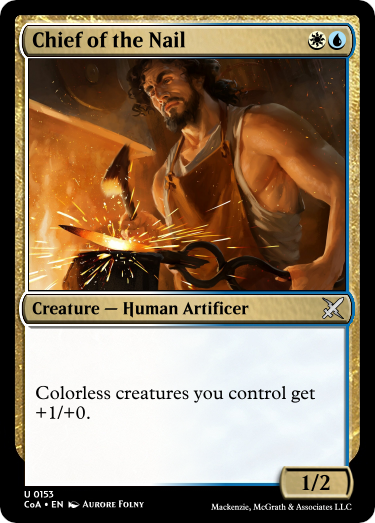 Chief of the Nail
Creature — Human Artificer
Colorless creatures you control get
+1/+0.
1/2
U 0153
CoA • EN Aurore Folny
Mackenzie, McGrath & Associates LLC